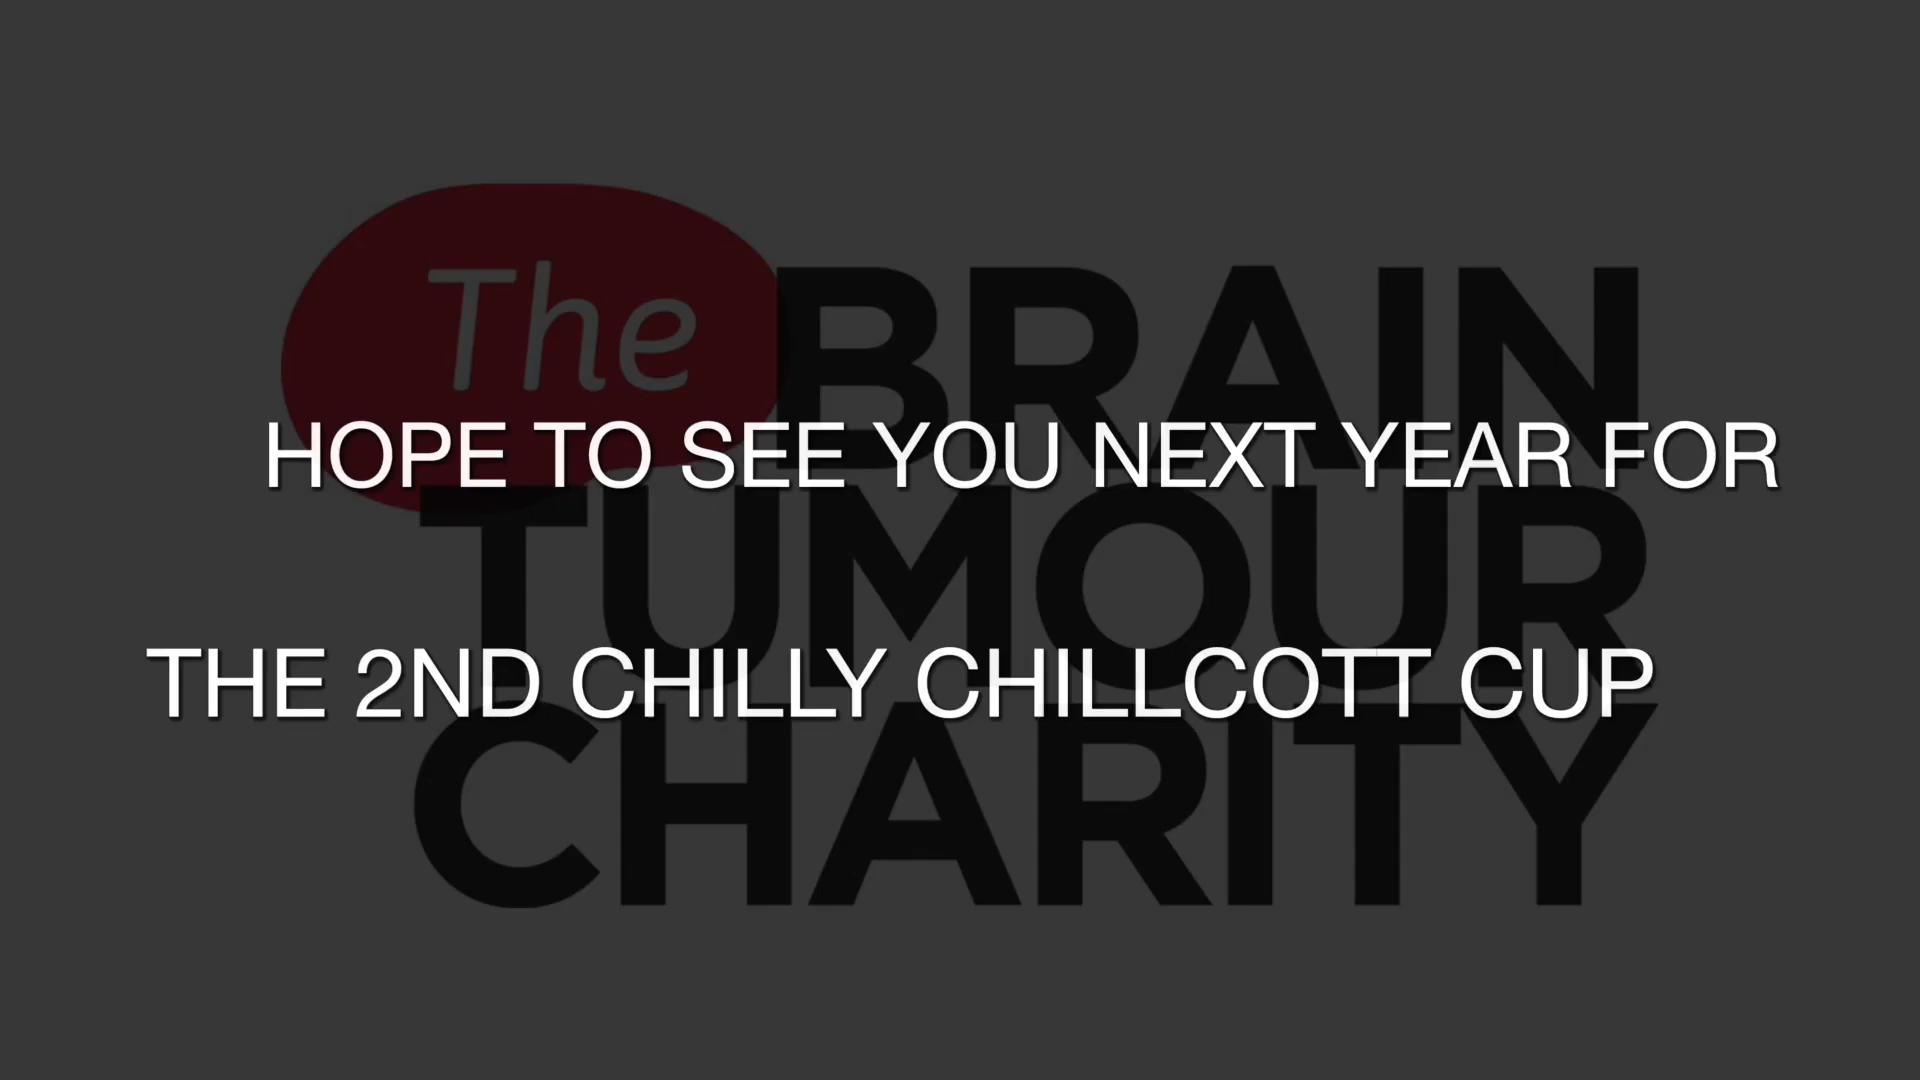 The BRAIN
HOPE TO SEE YOU NEXT YEAR FOR
TUMOUR
THE 2ND CHILLY CHILLCOTT CUP
CHARITY